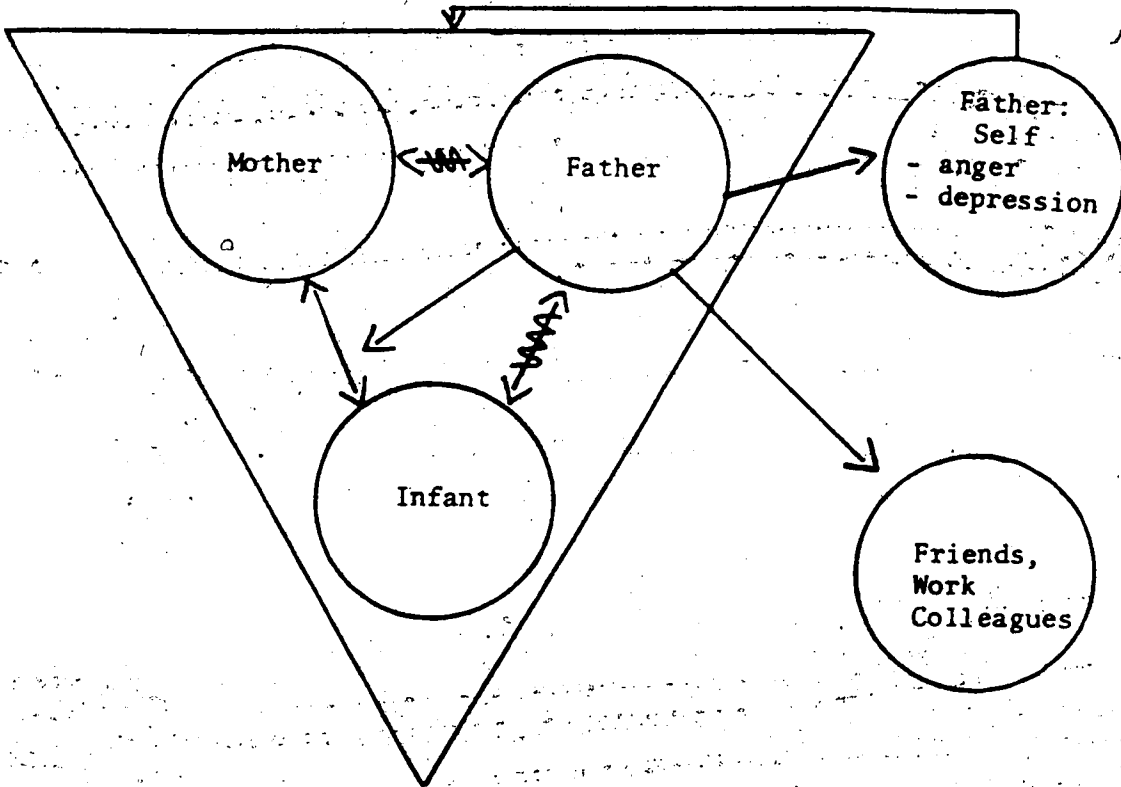 Mother
Father
Father:
Self
- anger
- depression
Infant
Friends,
Work
Colleagues